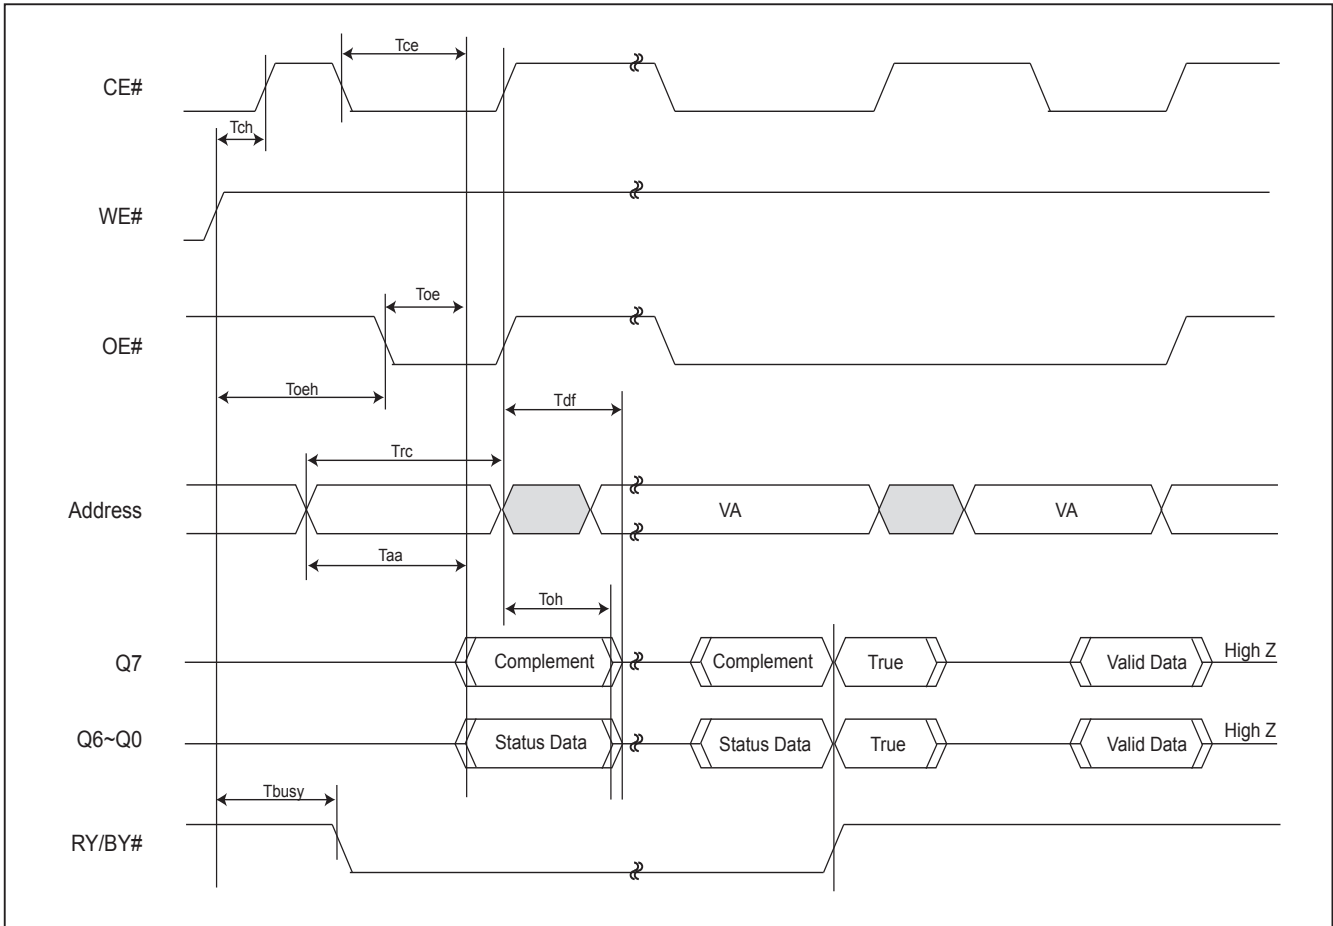 Tce
CE#
Tch
WE#
Toe
OE#
Toeh
Tdf
Trc
Address
VA
VA
Taa
Toh
Q7
Complement
Complement
True
Valid Data
High Z
Q6~Q0
Status Data
Status Data
True
Valid Data
High Z
Tbusy
RY/BY#